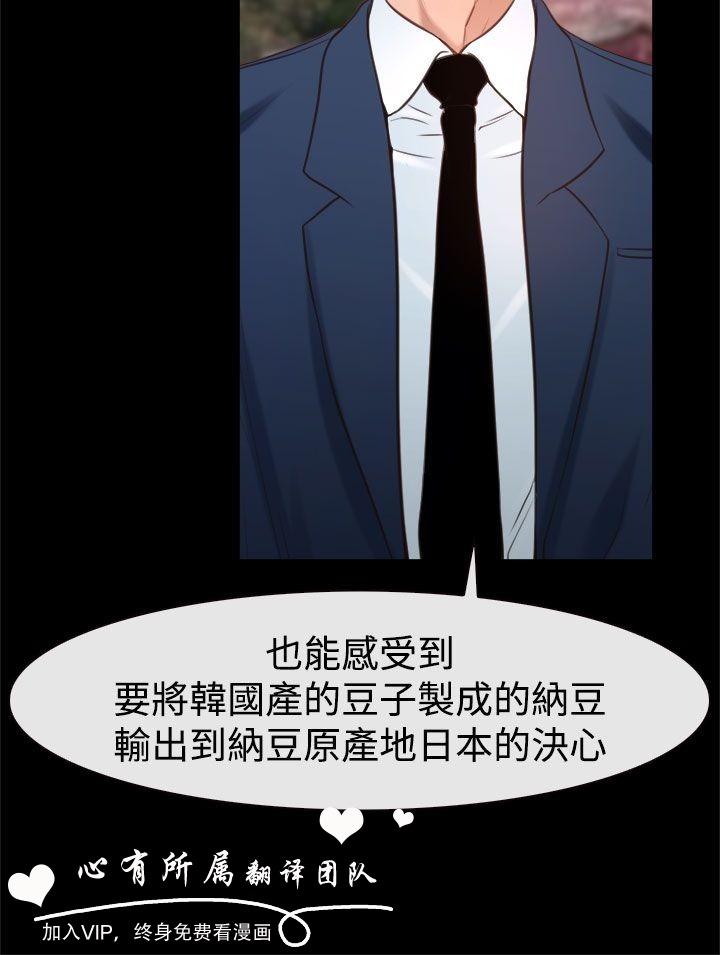 也能感受到
要將韓國產的豆子製成的納豆
輸出到納豆原產地日本的決心
心有所属翻译团队
加入VIP，终身免费看漫画